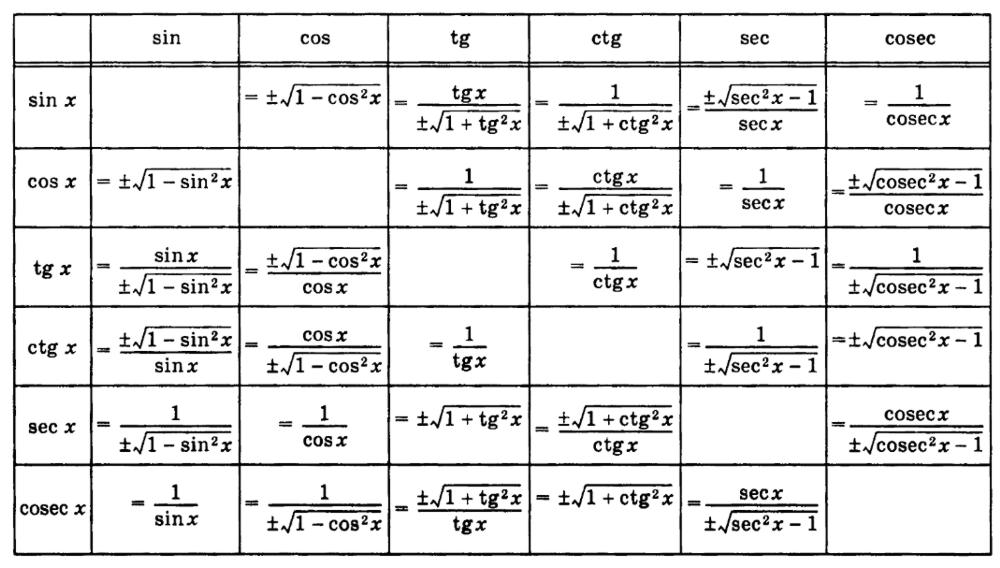 sin cos tg ctg sec cosec
sin x = ±√(1 − cos²x) = tg x / ±√(1 + tg²x) = 1 / ±√(1 + ctg²x) = ±√(sec²x − 1) / sec x = 1 / cosec x
cos x = ±√(1 − sin²x) = 1 / ±√(1 + tg²x) = ctg x / ±√(1 + ctg²x) = 1 / sec x = ±√(cosec²x − 1) / cosec x
tg x = sin x / ±√(1 − sin²x) = ±√(1 − cos²x) / cos x = 1 / ctg x = ±√(sec²x − 1) = 1 / ±√(cosec²x − 1)
ctg x = ±√(1 − sin²x) / sin x = cos x / ±√(1 − cos²x) = 1 / tg x = 1 / ±√(sec²x − 1) = ±√(cosec²x − 1)
sec x = 1 / ±√(1 − sin²x) = 1 / cos x = ±√(1 + tg²x) = ±√(1 + ctg²x) / ctg x = cosec x / ±√(cosec²x − 1)
cosec x = 1 / sin x = 1 / ±√(1 − cos²x) = ±√(1 + tg²x) / tg x = ±√(1 + ctg²x) = sec x / ±√(sec²x − 1)